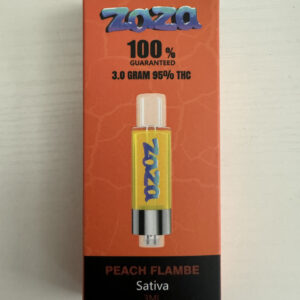 ZOZA
100%
GUARANTEED
3.0 GRAM 95% THC
ZOZA
PEACH FLAMBE
Sativa